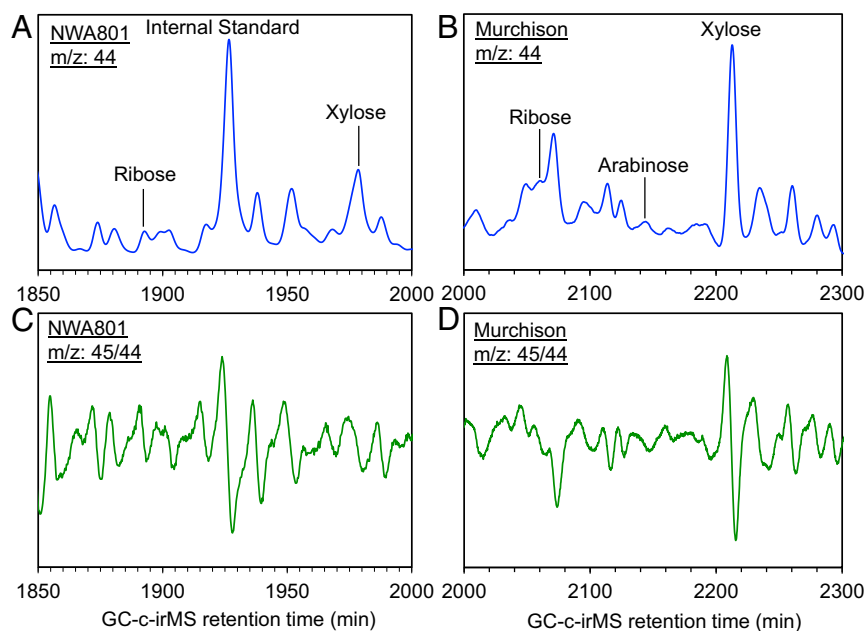 A
NWA801
m/z: 44
Internal Standard
Ribose
Xylose
1850 1900 1950 2000
B
Murchison
m/z: 44
Xylose
Ribose
Arabinose
2000 2100 2200 2300
C
NWA801
m/z: 45/44
1850 1900 1950 2000
GC-c-irMS retention time (min)
D
Murchison
m/z: 45/44
2000 2100 2200 2300
GC-c-irMS retention time (min)